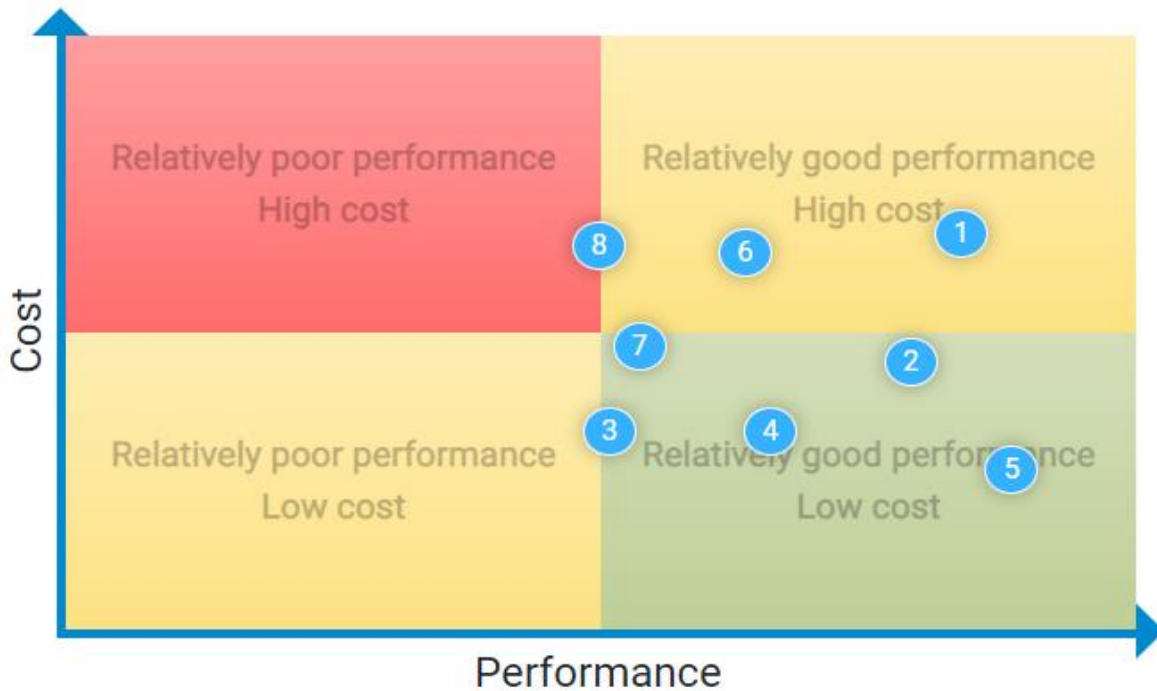 Relatively poor performance
High cost
Relatively good performance
High cost
8
6
1
7
2
3
4
5
Relatively poor performance
Low cost
Relatively good performance
Low cost
Cost
Performance